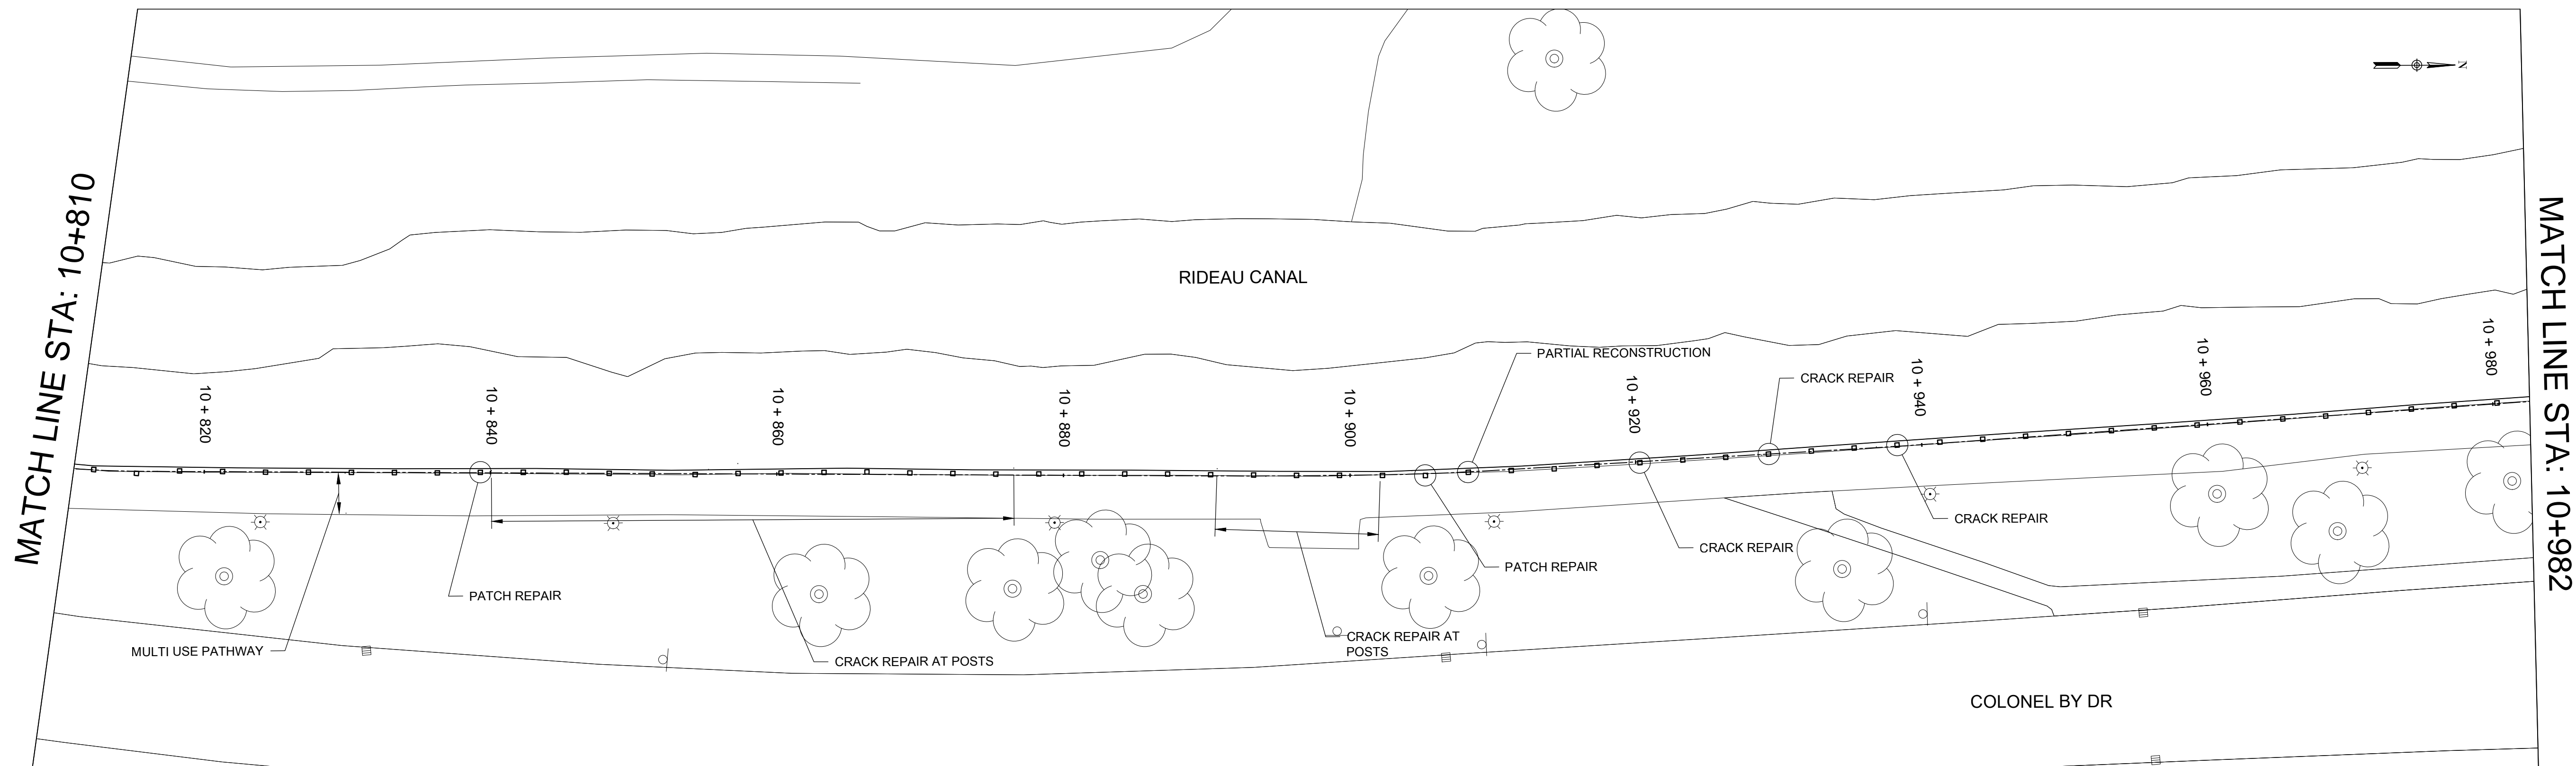 N
MATCH LINE STA: 10+810
MATCH LINE STA: 10+982
RIDEAU CANAL
10 + 820
10 + 840
10 + 860
10 + 880
10 + 900
10 + 920
10 + 940
10 + 960
10 + 980
PARTIAL RECONSTRUCTION
CRACK REPAIR
CRACK REPAIR
CRACK REPAIR
PATCH REPAIR
PATCH REPAIR
MULTI USE PATHWAY
CRACK REPAIR AT POSTS
CRACK REPAIR AT
POSTS
COLONEL BY DR